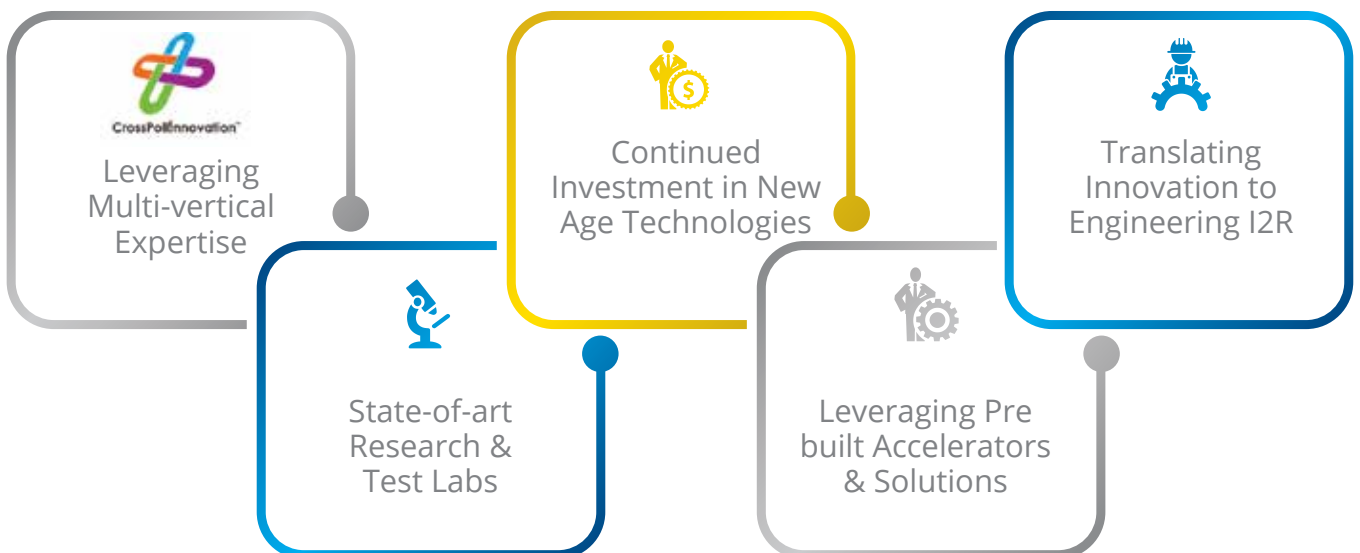 CrossPollinnovation™
Leveraging
Multi-vertical
Expertise
State-of-art
Research &
Test Labs
$
Continued
Investment in New
Age Technologies
Leveraging Pre
built Accelerators
& Solutions
Translating
Innovation to
Engineering I2R